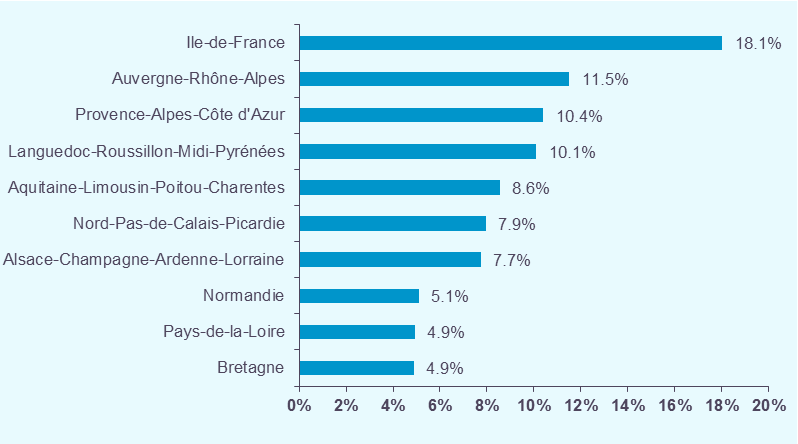 Ile-de-France 18.1%
Auvergne-Rhône-Alpes 11.5%
Provence-Alpes-Côte d'Azur 10.4%
Languedoc-Roussillon-Midi-Pyrénées 10.1%
Aquitaine-Limousin-Poitou-Charentes 8.6%
Nord-Pas-de-Calais-Picardie 7.9%
Alsace-Champagne-Ardenne-Lorraine 7.7%
Normandie 5.1%
Pays-de-la-Loire 4.9%
Bretagne 4.9%
0% 2% 4% 6% 8% 10% 12% 14% 16% 18% 20%